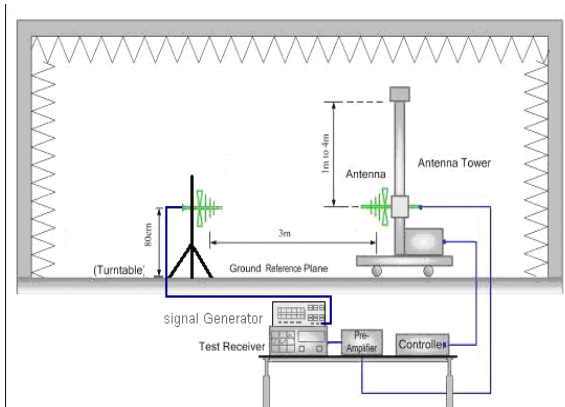 1m to 4m
Antenna Tower
Antenna
80cm
3m
(Turntable)
Ground Reference Plane
signal Generator
Test Receiver
Pre-
Amplifier
Controller